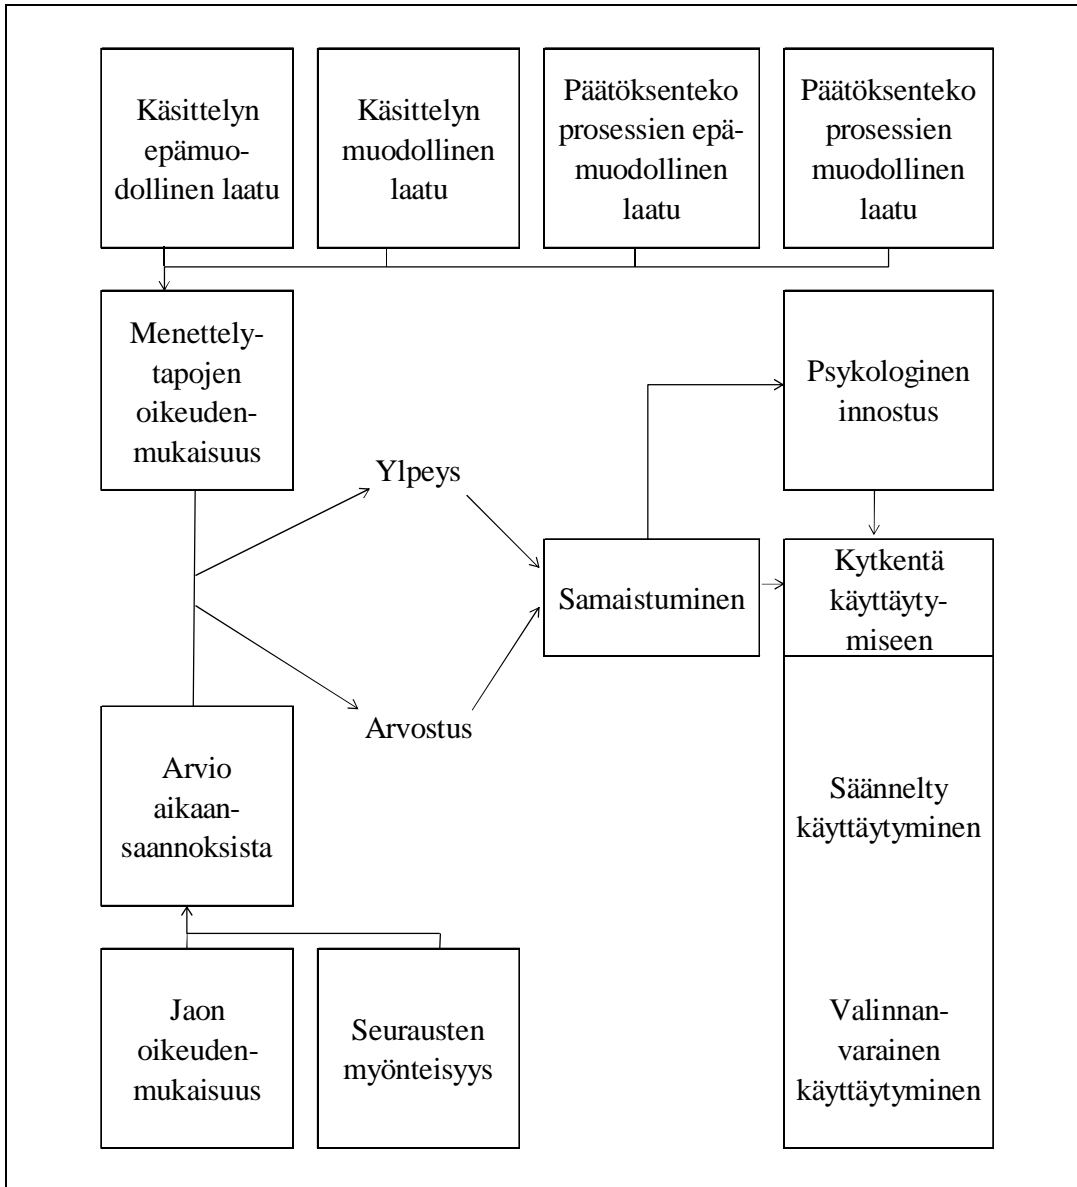 Käsittelyn
epämuo-
dollinen laatu
Käsittelyn
muodollinen
laatu
Päätöksenteko
prosessien epä-
muodollinen
laatu
Päätöksenteko
prosessien
muodollinen
laatu
Menettely-
tapojen
oikeuden-
mukaisuus
Psykologinen
innostus
Ylpeys
Samaistuminen
Kytkentä
käyttäyty-
miseen
Arvostus
Arvio
aikaan-
saannoksista
Säännelty
käyttäytyminen
Jaon
oikeuden-
mukaisuus
Seurausten
myönteisyys
Valinnan-
varainen
käyttäytyminen